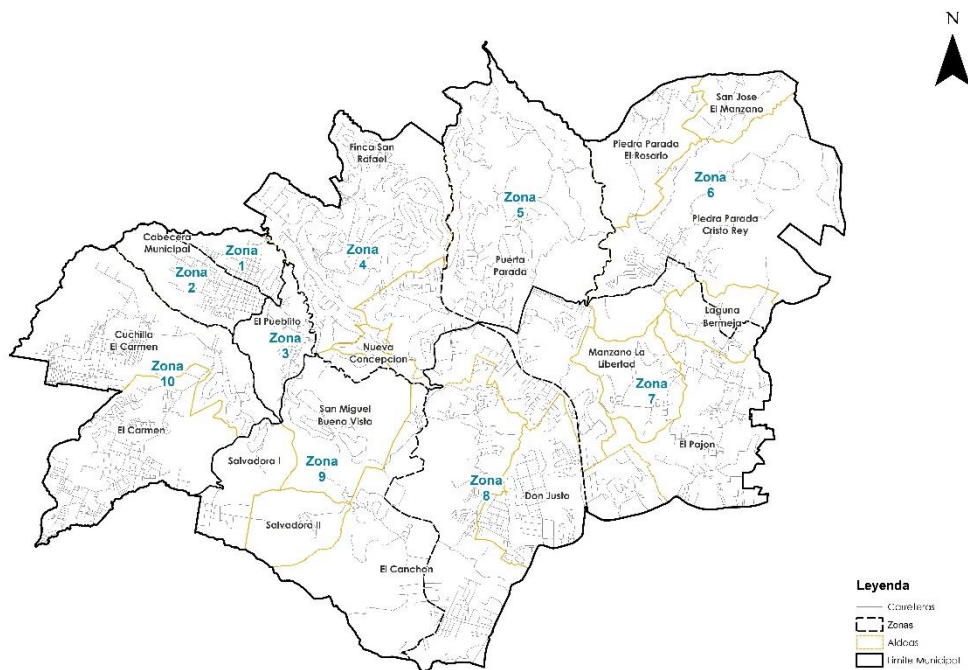 N
San Jose
El Manzano
Finca San
Rafael
Piedra Parada
El Rosario
Zona
6
Zona
5
Piedra Parada
Cristo Rey
Cabecera
Municipal
Zona
1
Zona
4
Zona
2
Puerta
Parada
Laguna
Bermeja
El Pueblito
Cuchilla
El Carmen
Zona
3
Nueva
Concepcion
Manzano La
Libertad
Zona
10
Zona
7
San Miguel
Buena Vista
El Carmen
El Pajon
Salvadora I
Zona
9
Zona
8
Don Justo
Salvadora II
El Canchon
Leyenda
Carreteras
Zonas
Aldeas
Limite Municipal